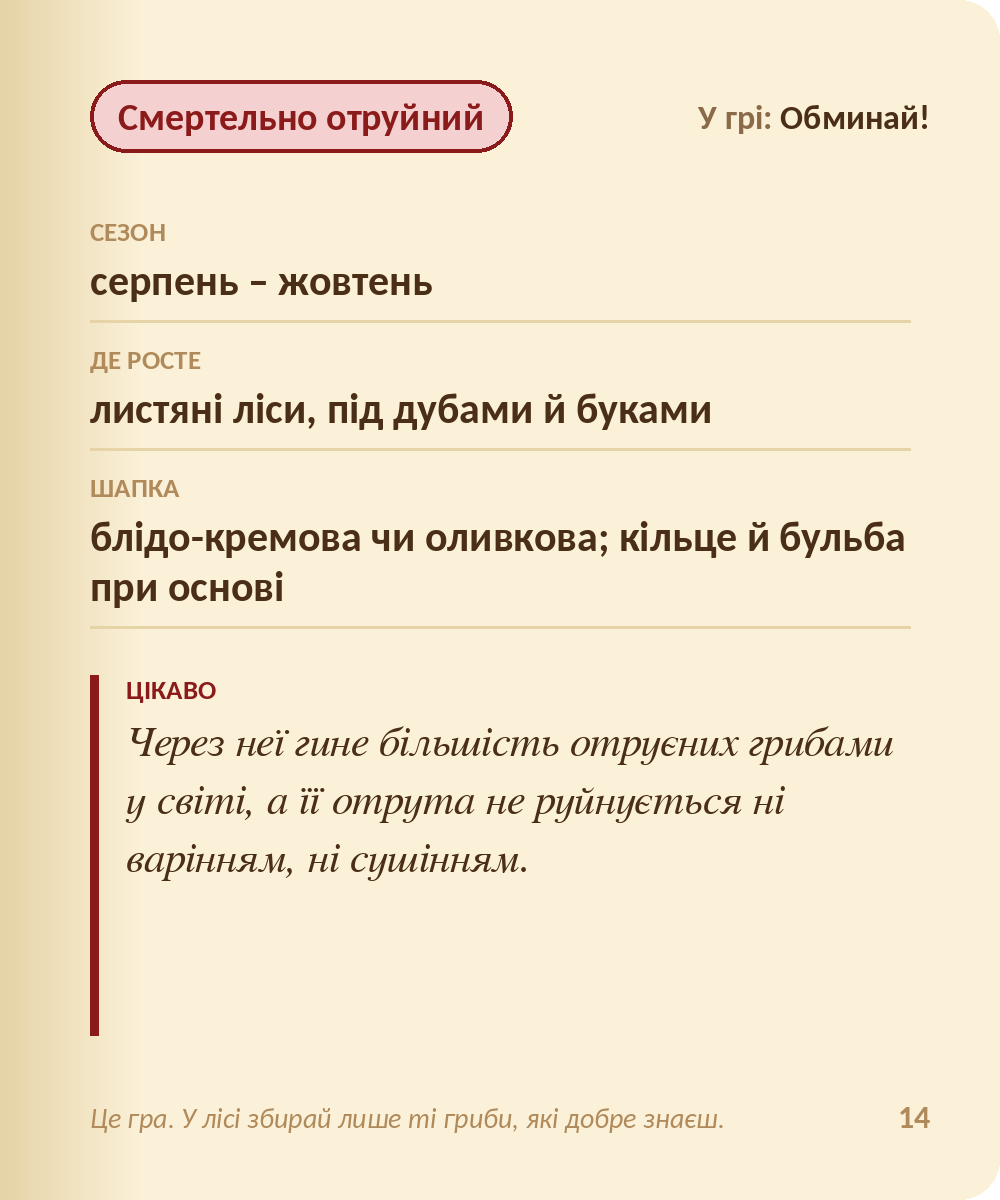 Смертельно отруйний
У грі: Обминай!
СЕЗОН
серпень – жовтень
ДЕ РОСТЕ
листяні ліси, під дубами й буками
ШАПКА
блідо-кремова чи оливкова; кільце й бульба
при основі
ЦІКАВО
Через неї гине більшість отруєних грибами
у світі, а її отрута не руйнується ні
варінням, ні сушінням.
Це гра. У лісі збирай лише ті гриби, які добре знаєш.
14